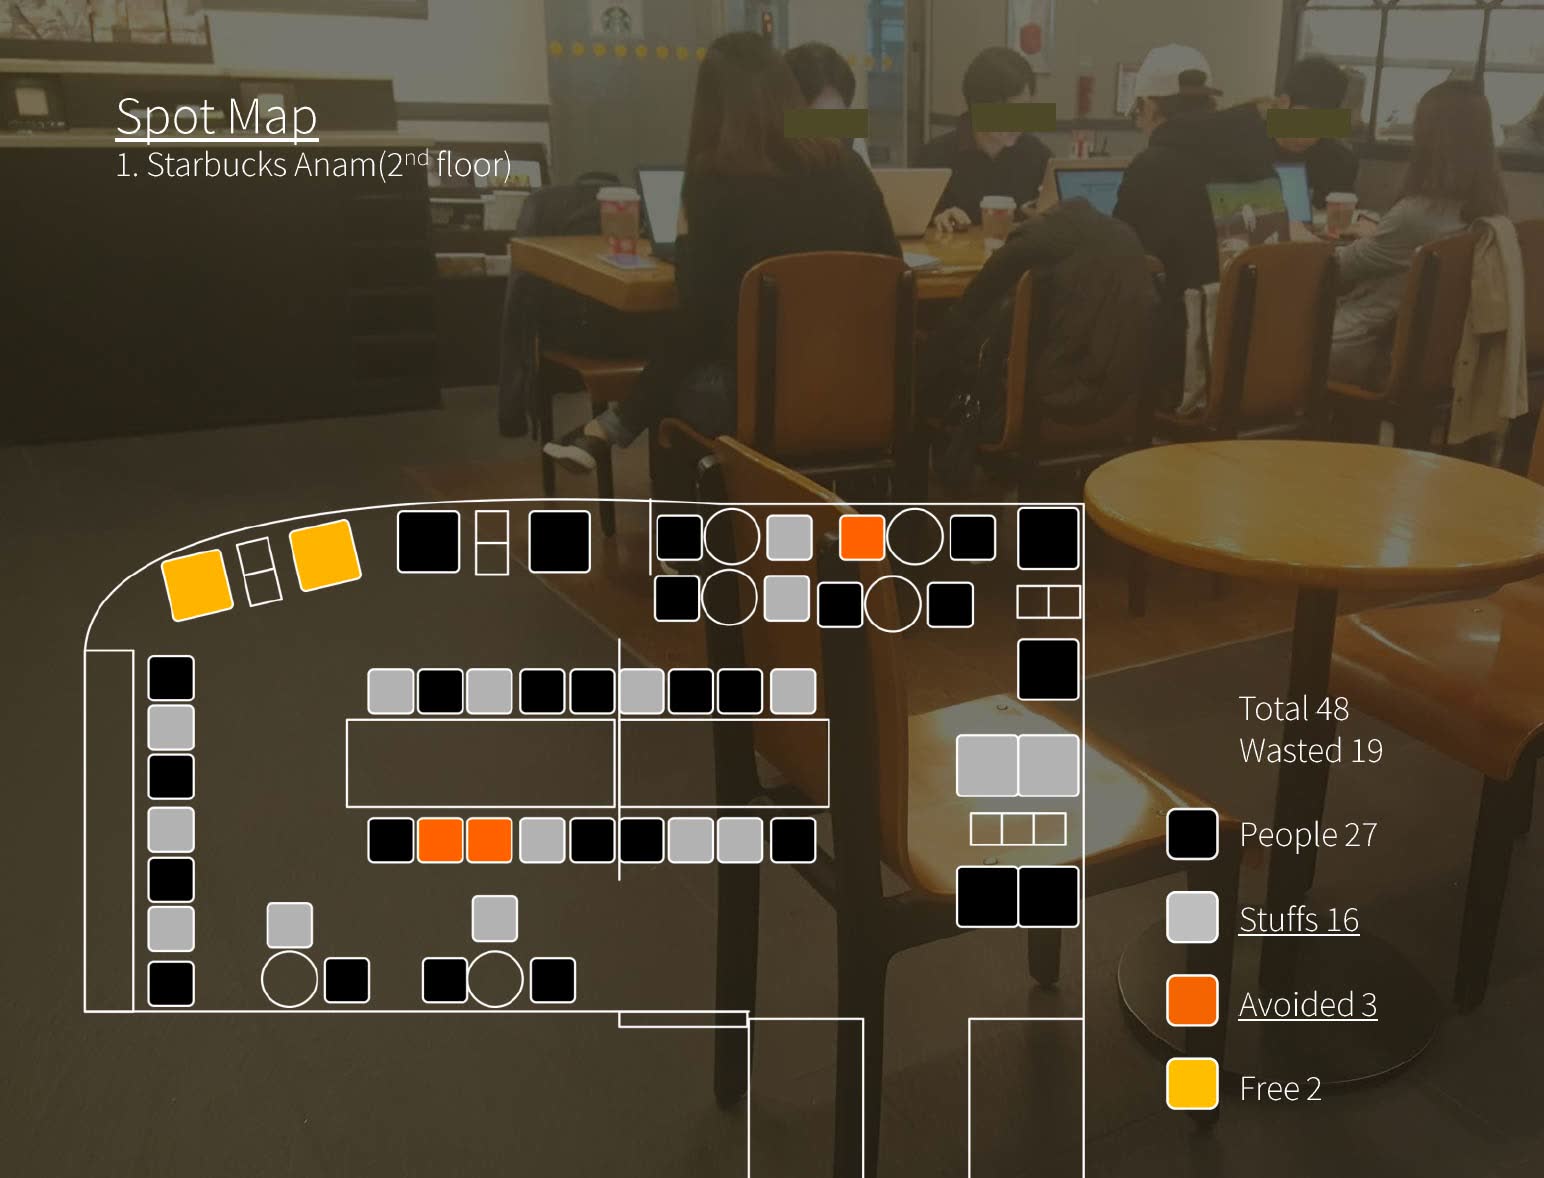 Spot Map
1. Starbucks Anam(2nd floor)
Total 48
Wasted 19
People 27
Stuffs 16
Avoided 3
Free 2